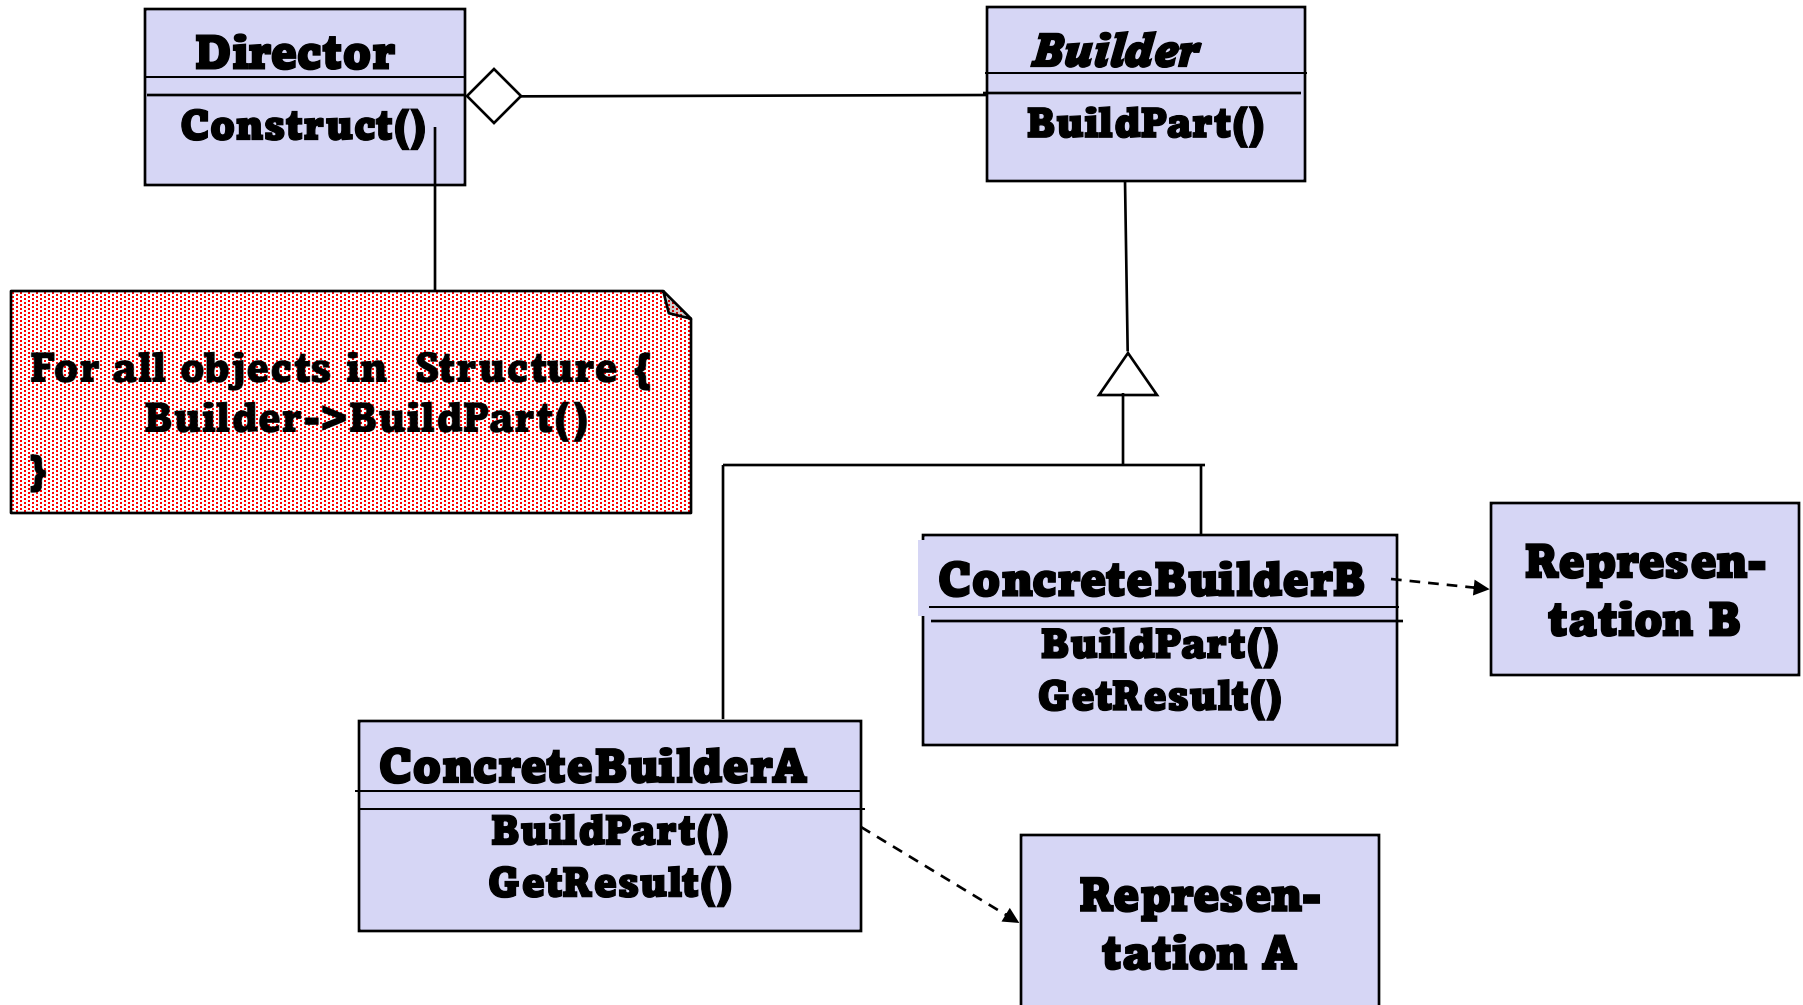 Director
Construct()
Builder
BuildPart()
For all objects in  Structure {
Builder->BuildPart()
}
ConcreteBuilderB
BuildPart()
GetResult()
Represen-
tation B
ConcreteBuilderA
BuildPart()
GetResult()
Represen-
tation A